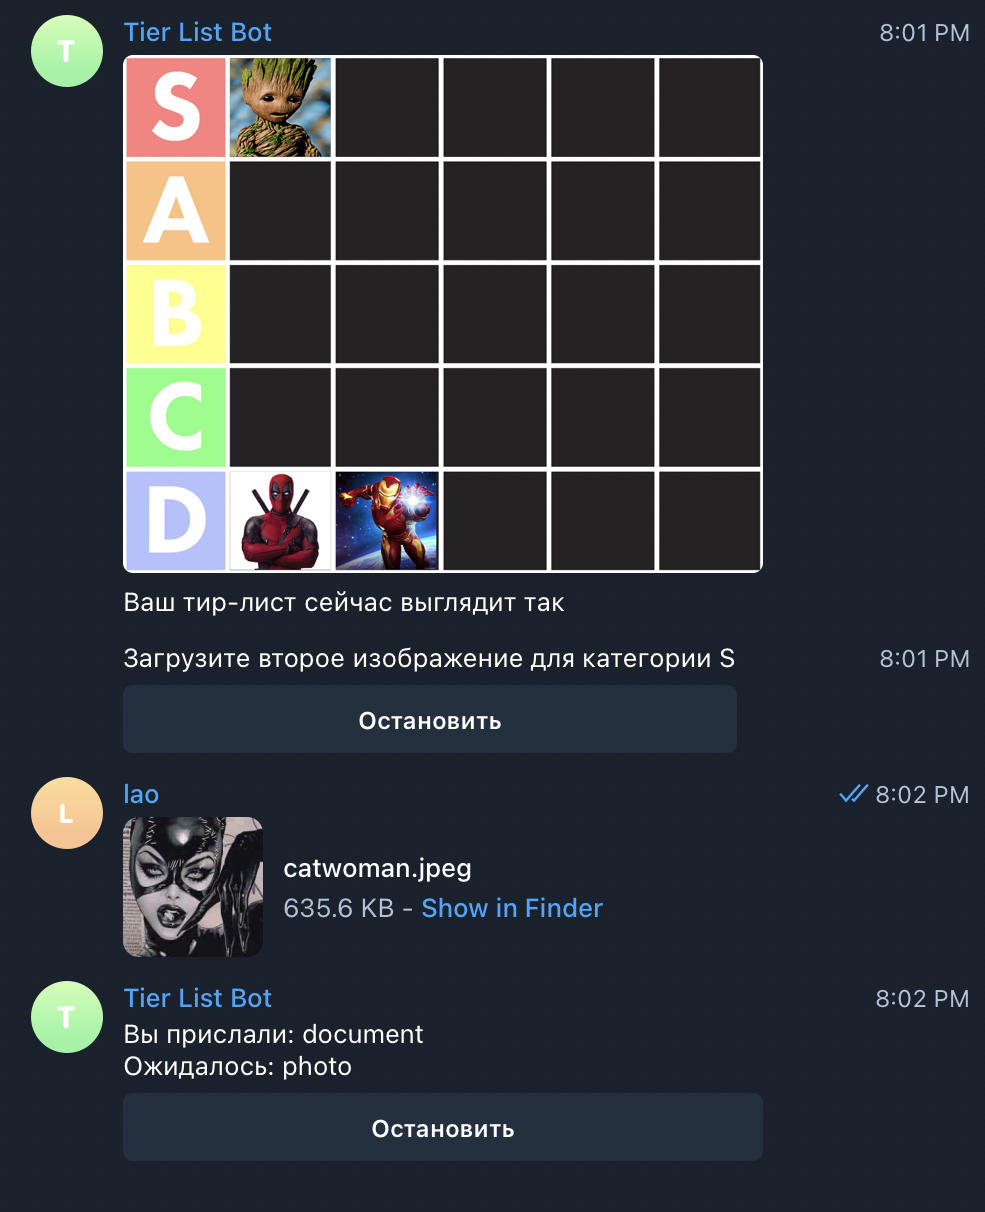 T
Tier List Bot 8:01 PM
S
A
B
C
D
Ваш тир-лист сейчас выглядит так
Загрузите второе изображение для категории S 8:01 PM
Остановить
L
lao 8:02 PM
catwoman.jpeg
635.6 KB - Show in Finder
T
Tier List Bot 8:02 PM
Вы прислали: document
Ожидалось: photo
Остановить